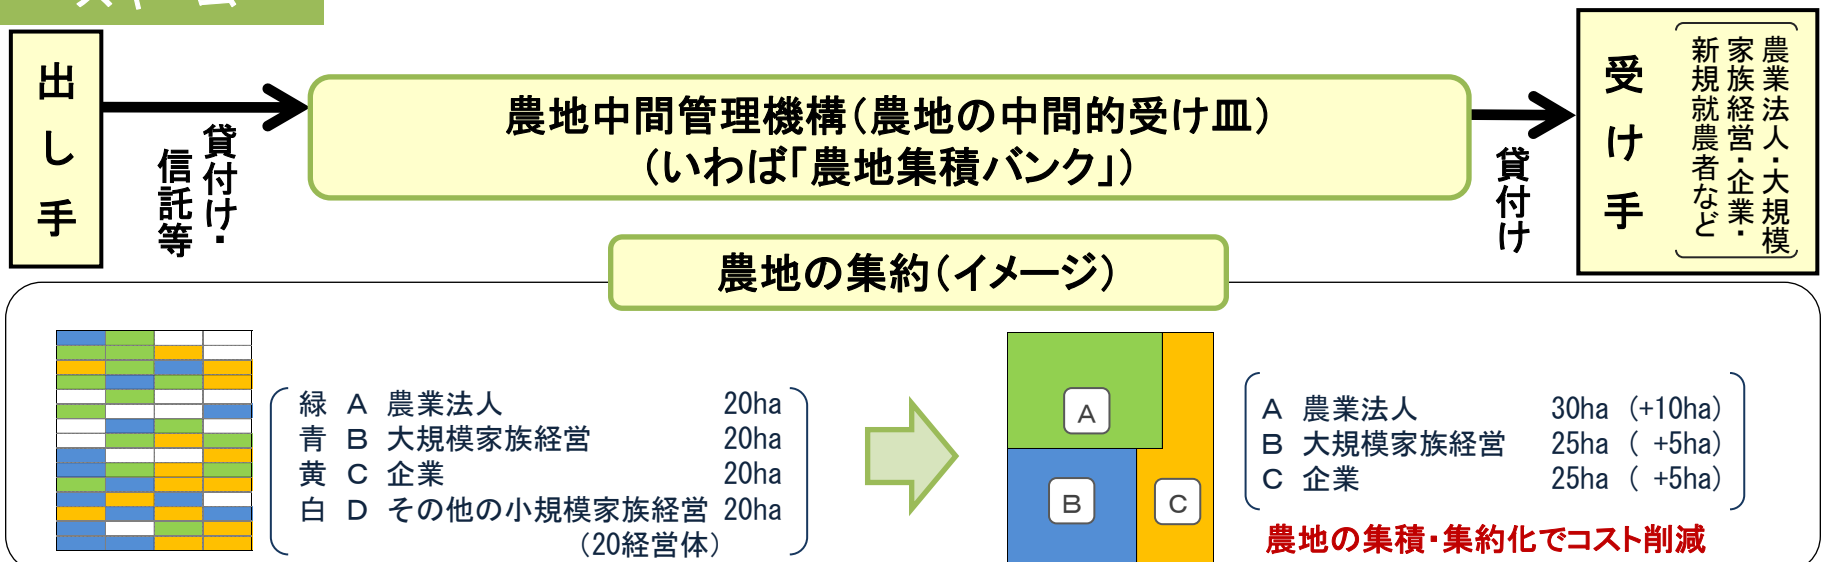 スキーム
出し手
貸付け・
信託等
農地中間管理機構(農地の中間的受け皿)
(いわば「農地集積バンク」)
貸付け
受け手
農業法人・大規模
家族経営・企業・
新規就農者など
農地の集約(イメージ)
緑 A 農業法人 20ha
青 B 大規模家族経営 20ha
黄 C 企業 20ha
白 D その他の小規模家族経営 20ha
(20経営体)
A
B
C
A 農業法人 30ha (+10ha)
B 大規模家族経営 25ha ( +5ha)
C 企業 25ha ( +5ha)
農地の集積・集約化でコスト削減